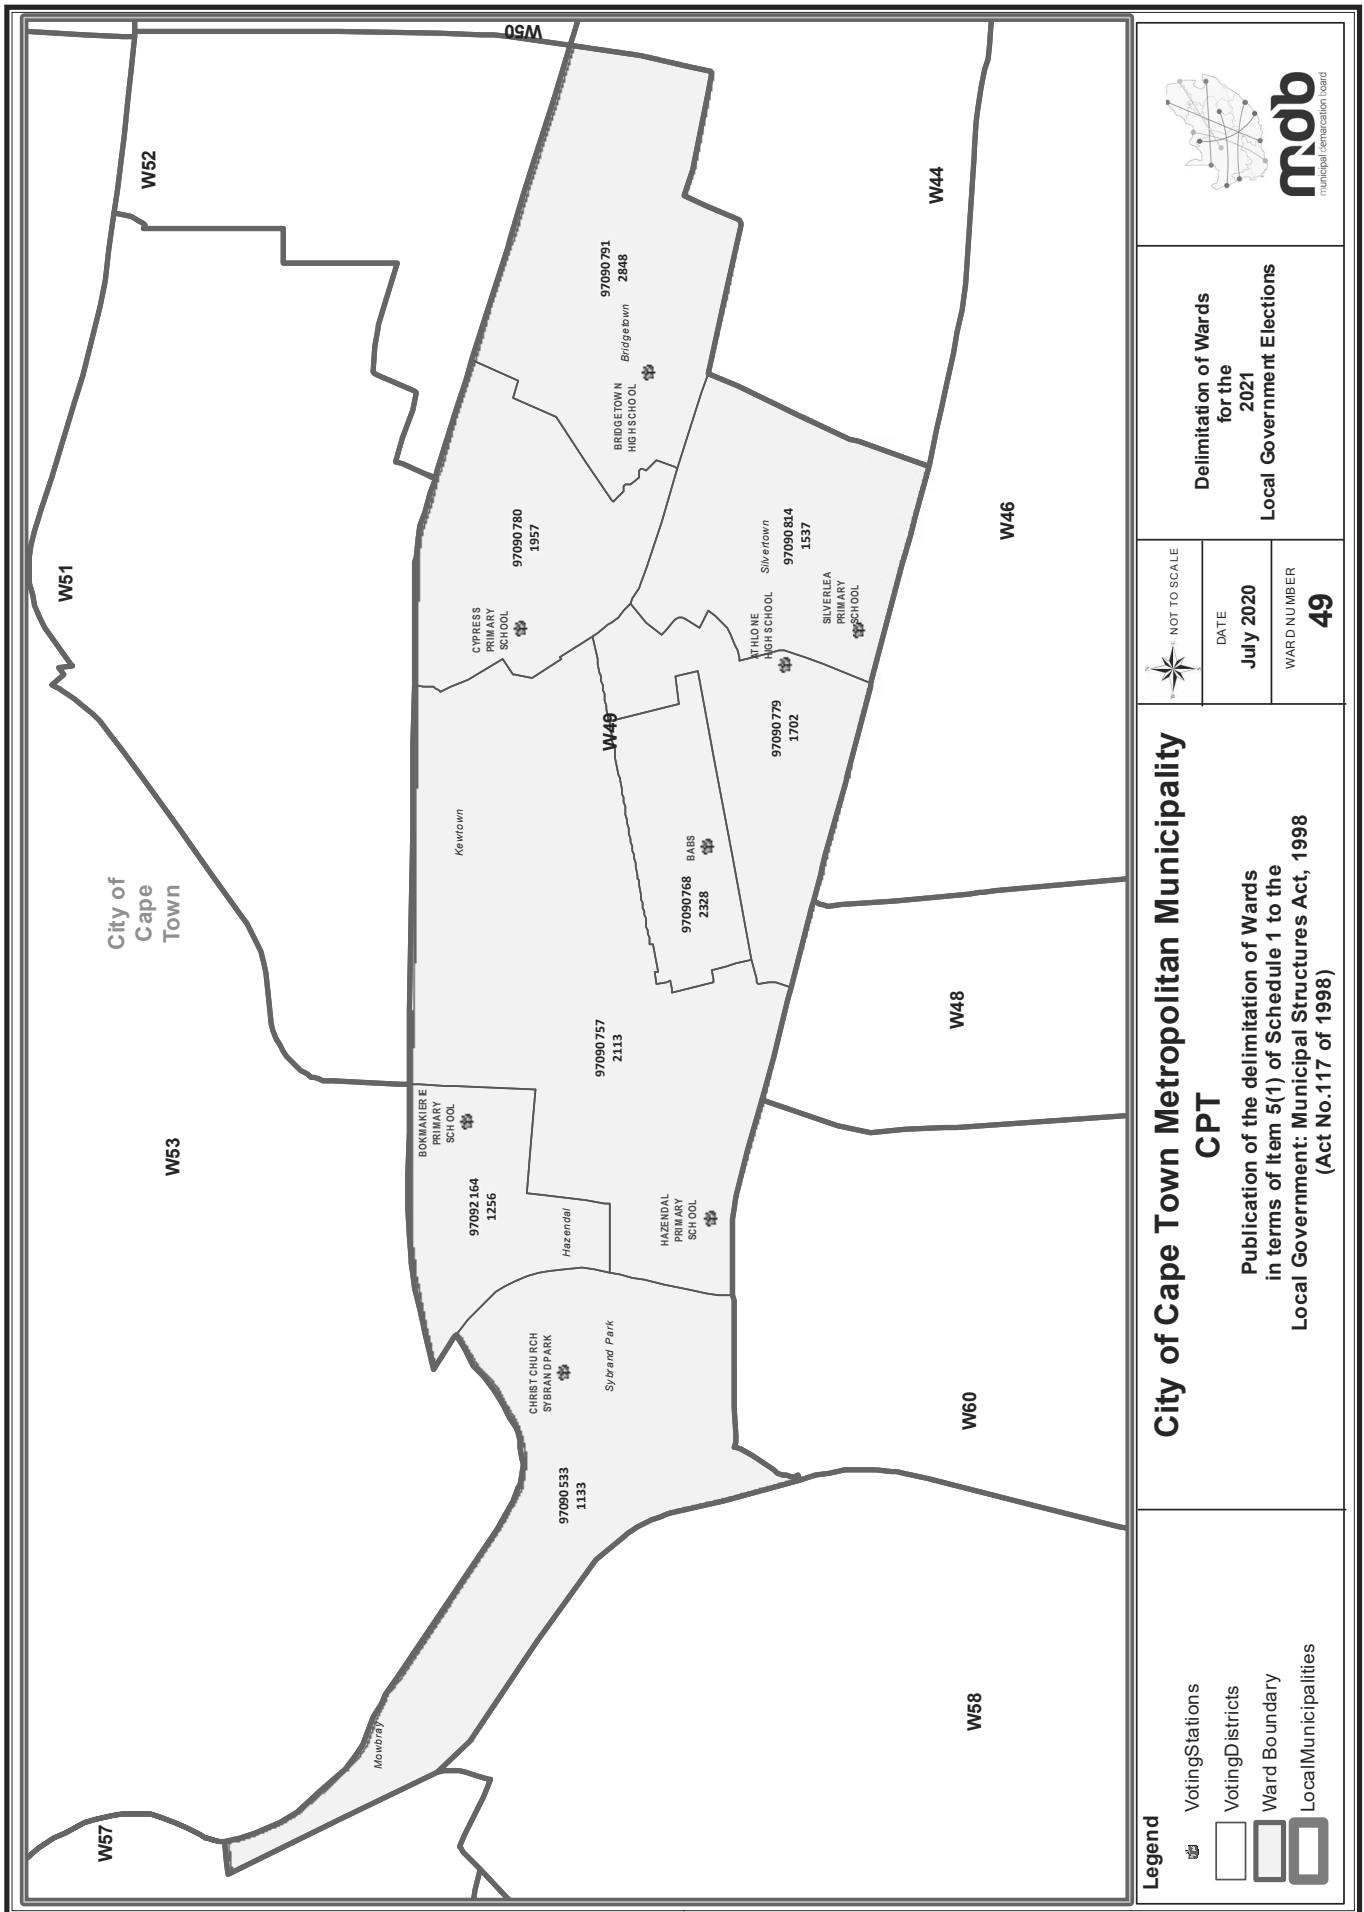 W57
W53
City of
Cape
Town
W51
W52
W50
Mowbray
97090533
1133
CHRIST CHURCH
SYBRAND PARK
Sybrand Park
Hazendal
97092164
1256
BOKMAKIERIE
PRIMARY
SCHOOL
HAZENDAL
PRIMARY
SCHOOL
97090757
2113
Kewtown
W49
97090768
2328
BABS
97090779
1702
ATHLONE
HIGH SCHOOL
CYPRESS
PRIMARY
SCHOOL
97090780
1957
SILVERLEA
PRIMARY
SCHOOL
Silvertown
97090814
1537
BRIDGETOWN
HIGH SCHOOL
Bridgetown
97090791
2848
W58
W60
W48
W46
W44
Legend
VotingStations
VotingDistricts
Ward Boundary
LocalMunicipalities
City of Cape Town Metropolitan Municipality
CPT
Publication of the delimitation of Wards
in terms of Item 5(1) of Schedule 1 to the
Local Government: Municipal Structures Act, 1998
(Act No.117 of 1998)
N
E
S
W
NOT TO SCALE
DATE
July 2020
WARD NUMBER
49
Delimitation of Wards
for the
2021
Local Government Elections
mdb
municipal demarcation board